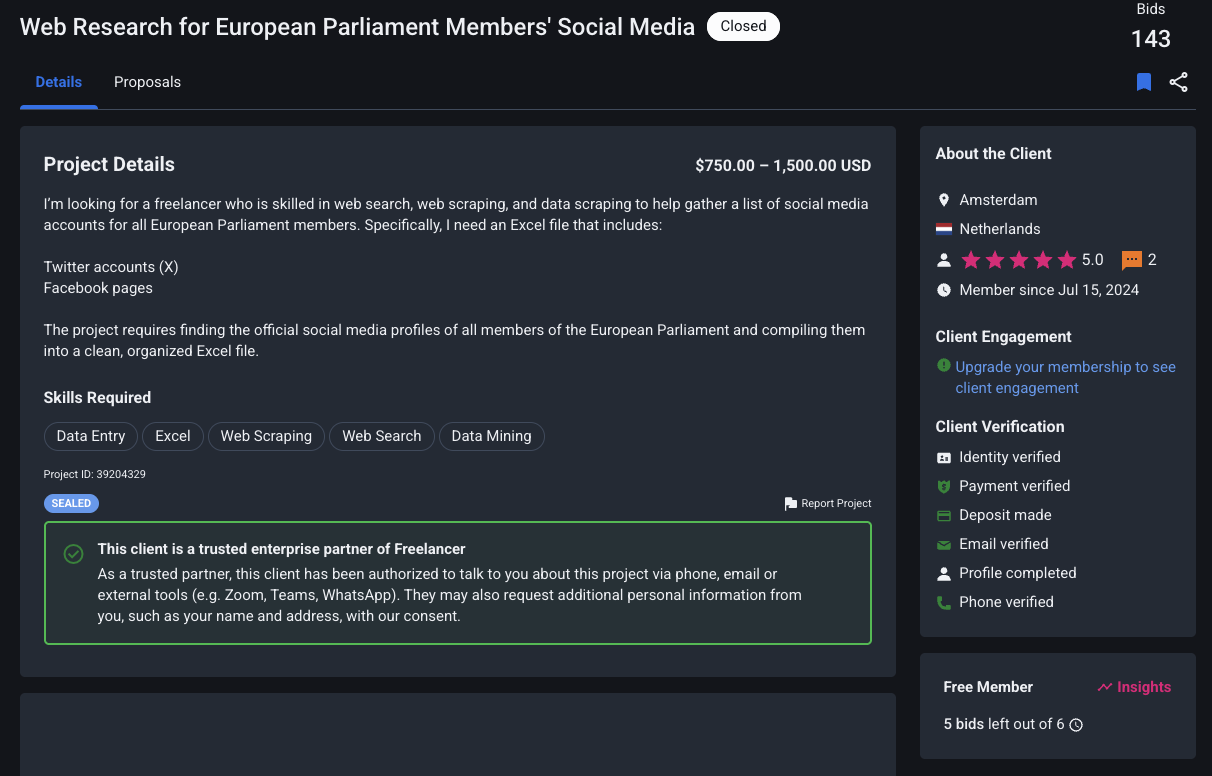 Web Research for European Parliament Members' Social Media
Closed
Bids
143
Details
Proposals
Project Details
$750.00 – 1,500.00 USD
I’m looking for a freelancer who is skilled in web search, web scraping, and data scraping to help gather a list of social media
accounts for all European Parliament members. Specifically, I need an Excel file that includes:
Twitter accounts (X)
Facebook pages
The project requires finding the official social media profiles of all members of the European Parliament and compiling them
into a clean, organized Excel file.
Skills Required
Data Entry
Excel
Web Scraping
Web Search
Data Mining
Project ID: 39204329
SEALED
Report Project
This client is a trusted enterprise partner of Freelancer
As a trusted partner, this client has been authorized to talk to you about this project via phone, email or
external tools (e.g. Zoom, Teams, WhatsApp). They may also request additional personal information from
you, such as your name and address, with our consent.
About the Client
Amsterdam
Netherlands
5.0
2
Member since Jul 15, 2024
Client Engagement
Upgrade your membership to see
client engagement
Client Verification
Identity verified
Payment verified
Deposit made
Email verified
Profile completed
Phone verified
Free Member
Insights
5 bids left out of 6